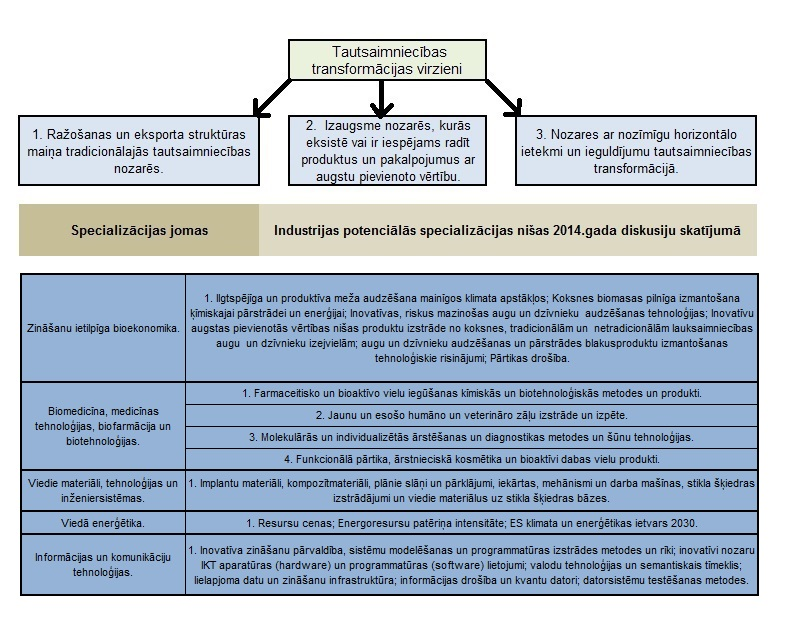 Tautsaimniecības
transformācijas virzieni
1. Ražošanas un eksporta struktūras
maiņa tradicionālajās tautsaimniecības
nozarēs.
2. Izaugsme nozarēs, kurās
eksistē vai ir iespējams radīt
produktus un pakalpojumus ar
augstu pievienoto vērtību.
3. Nozares ar nozīmīgu horizontālo
ietekmi un ieguldījumu tautsaimniecības
transformācijā.
Specializācijas jomas
Industrijas potenciālās specializācijas nišas 2014.gada diskusiju skatījumā
Zināšanu ietilpīga bioekonomika.
1. Ilgtspējīga un produktīva meža audzēšana mainīgos klimata apstākļos; Koksnes biomasas pilnīga izmantošana
ķīmiskajai pārstrādei un enerģijai; Inovatīvas, riskus mazinošas augu un dzīvnieku audzēšanas tehnoloģijas; Inovatīvu
augstas pievienotās vērtības nišas produktu izstrāde no koksnes, tradicionālām un netradicionālām lauksaimniecības
augu un dzīvnieku izejvielām; augu un dzīvnieku audzēšanas un pārstrādes blakusproduktu izmantošanas
tehnoloģiskie risinājumi; Pārtikas drošība.
Biomedicīna, medicīnas
tehnoloģijas, biofarmācija un
biotehnoloģijas.
1. Farmaceitisko un bioaktīvo vielu iegūšanas kīmiskās un biotehnoloģiskās metodes un produkti.
2. Jaunu un esošo humāno un veterināro zāļu izstrāde un izpēte.
3. Molekulārās un individualizētās ārstēšanas un diagnostikas metodes un šūnu tehnoloģijas.
4. Funkcionālā pārtika, ārstnieciskā kosmētika un bioaktīvi dabas vielu produkti.
Viedie materiāli, tehnoloģijas un
inženiersistēmas.
1. Implantu materiāli, kompozītmateriāli, plānie slāņi un pārklājumi, iekārtas, mehānismi un darba mašīnas, stikla šķiedras
izstrādājumi un viedie materiālus uz stikla šķiedras bāzes.
Viedā enerģētika.
1. Resursu cenas; Energoresursu patēriņa intensitāte; ES klimata un enerģētikas ietvars 2030.
Informācijas un komunikāciju
tehnoloģijas.
1. Inovatīva zināšanu pārvaldība, sistēmu modelēšanas un programmatūras izstrādes metodes un rīki; inovatīvi nozaru
IKT aparatūras (hardware) un programmatūras (software) lietojumi; valodu tehnoloģijas un semantiskais tīmeklis;
lielapjoma datu un zināšanu infrastruktūra; informācijas drošība un kvantu datori; datorsistēmu testēšanas metodes.